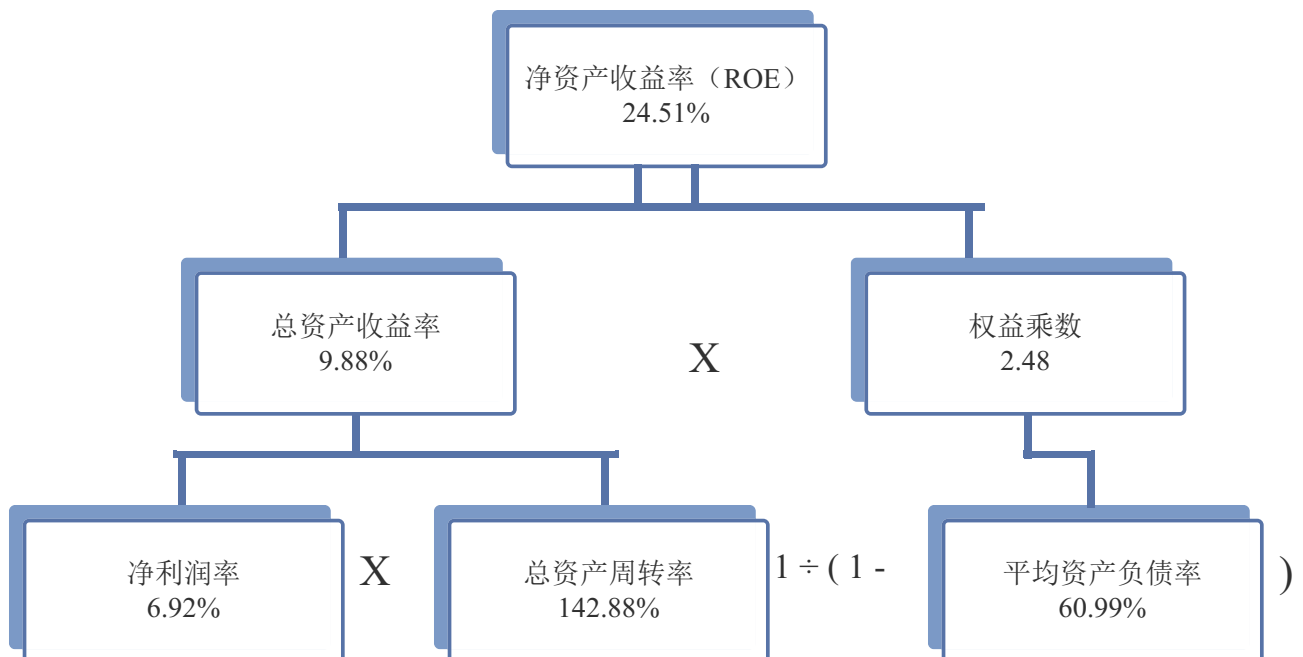 净资产收益率（ROE）
24.51%
总资产收益率
9.88%
X
权益乘数
2.48
净利润率
6.92%
X
总资产周转率
142.88%
1 ÷ ( 1 -
平均资产负债率
60.99%
)